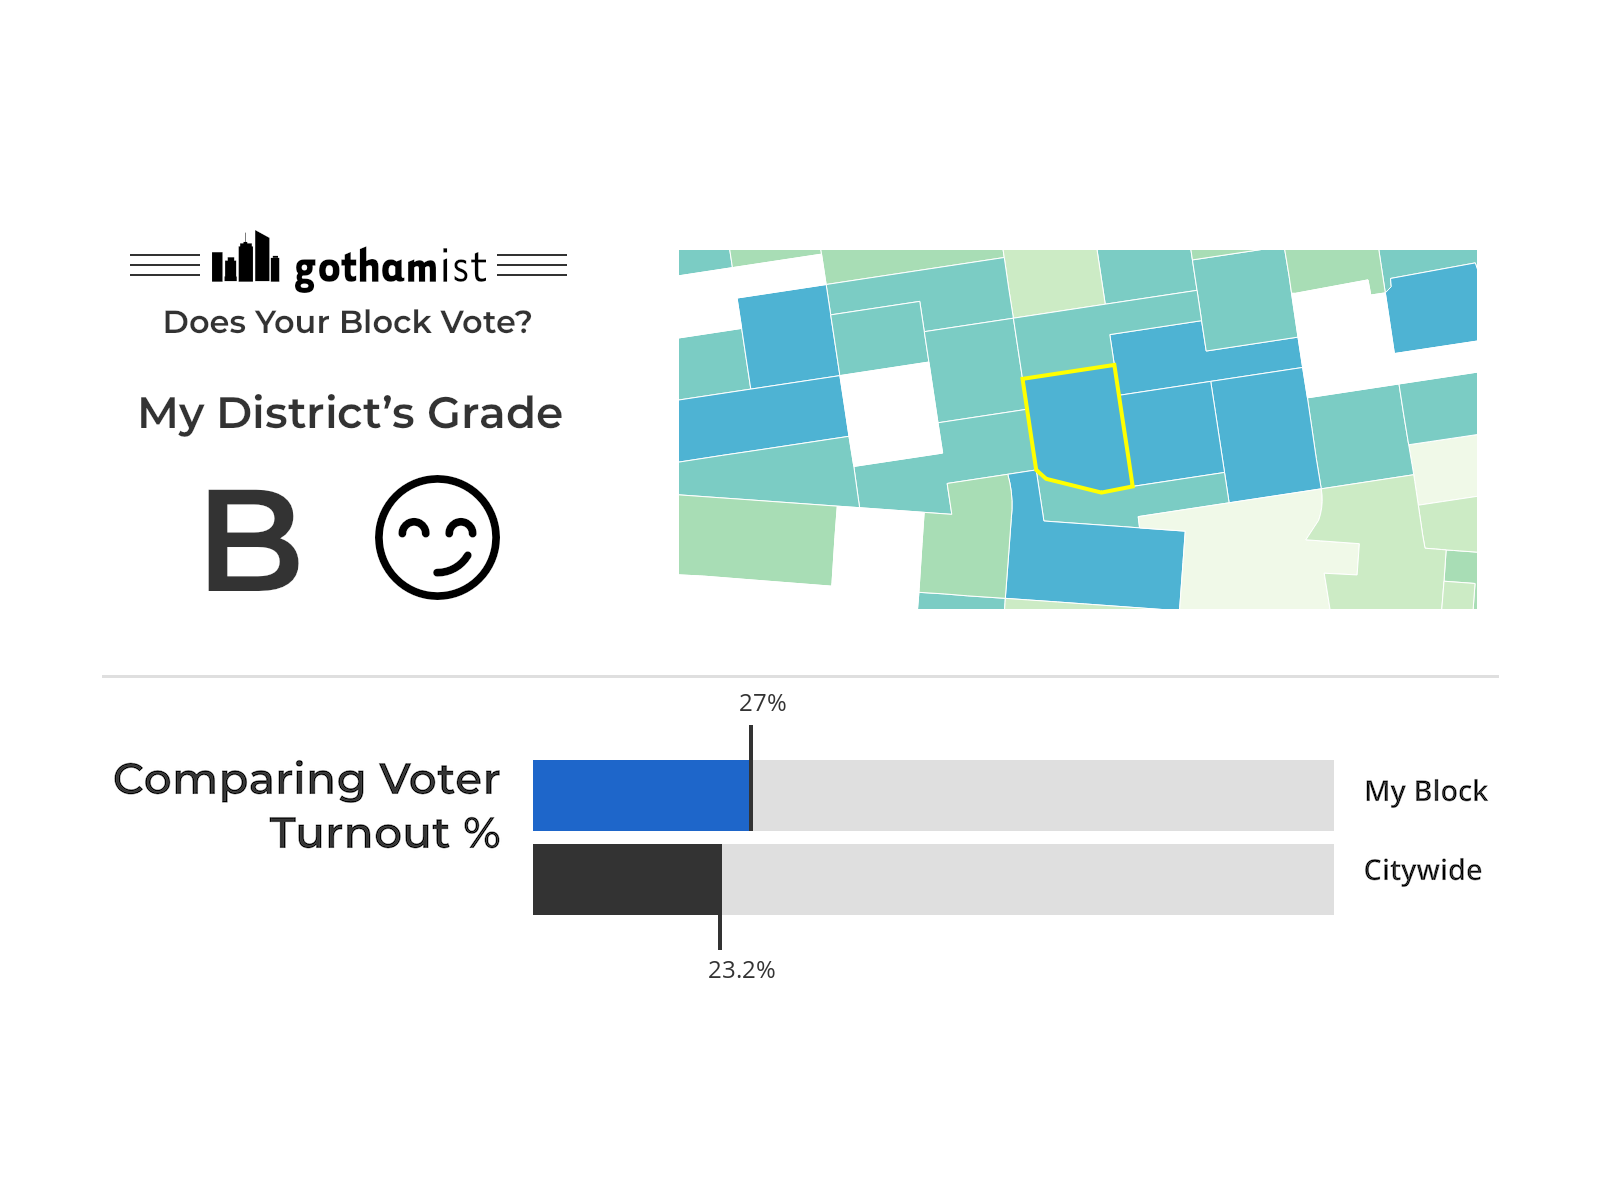 gothamist
Does Your Block Vote?
My District’s Grade
B
27%
Comparing Voter
Turnout %
My Block
Citywide
23.2%